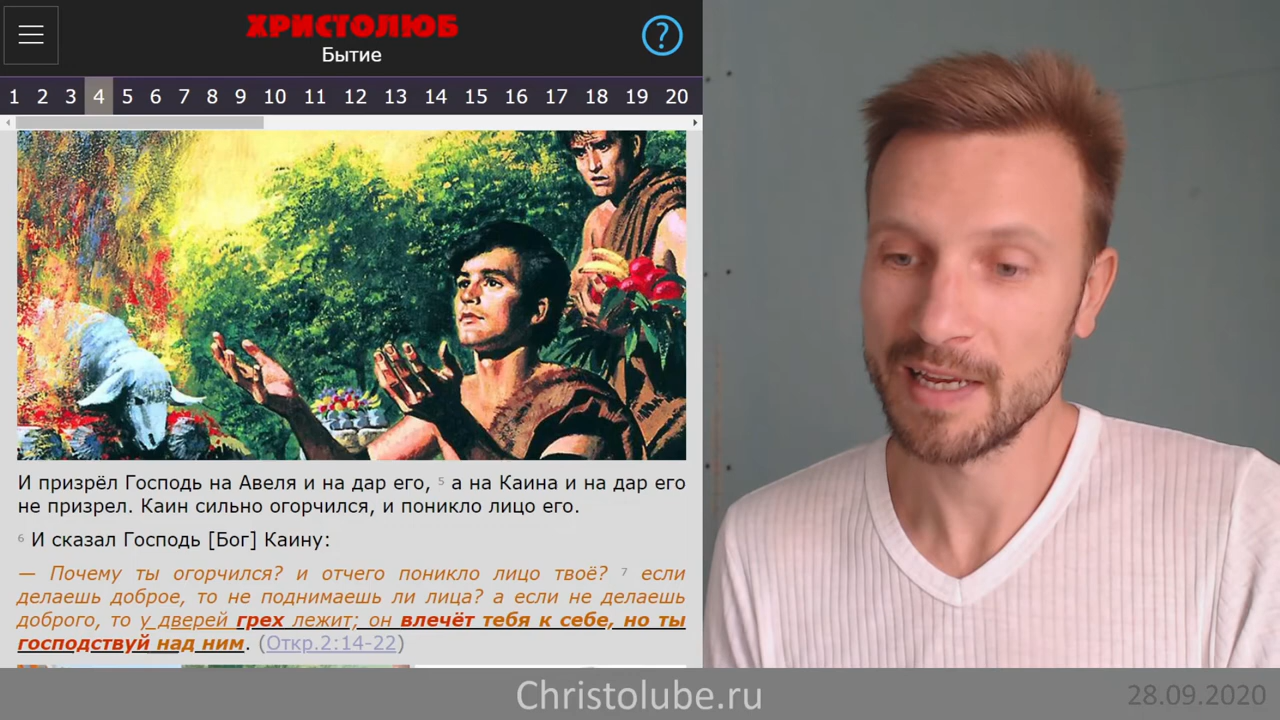 ХРИСТОЛЮБ
Бытие
1 2 3 4 5 6 7 8 9 10 11 12 13 14 15 16 17 18 19 20
И призрёл Господь на Авеля и на дар его, 5 а на Каина и на дар его
не призрел. Каин сильно огорчился, и поникло лицо его.
6 И сказал Господь [Бог] Каину:
— Почему ты огорчился? и отчего поникло лицо твоё? 7 если
делаешь доброе, то не поднимаешь ли лица? а если не делаешь
доброго, то у дверей грех лежит; он влечёт тебя к себе, но ты
господствуй над ним. (Откр.2:14-22)
Christolube.ru
28.09.2020